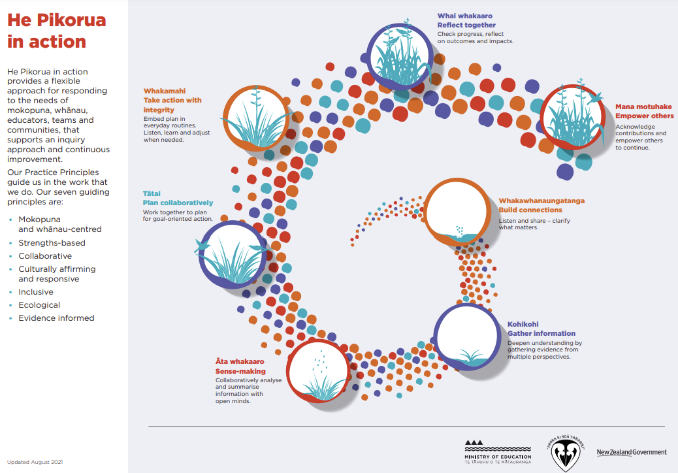 He Pikorua
in action
He Pikorua in action
provides a flexible
approach for responding
to the needs of
mokopuna, whānau,
educators, teams and
communities, that
supports an inquiry
approach and continuous
improvement.
Our Practice Principles
guide us in the work that
we do. Our seven guiding
principles are:
• Mokopuna
and whānau-centred
• Strengths-based
• Collaborative
• Culturally affirming
and responsive
• Inclusive
• Ecological
• Evidence informed
Updated August 2021
Whai whakaaro
Reflect together
Check progress, reflect
on outcomes and impacts.
Whakamahi
Take action with
integrity
Embed plan in
everyday routines.
Listen, learn and adjust
when needed.
Mana motuhake
Empower others
Acknowledge
contributions and
empower others
to continue.
Tātai
Plan collaboratively
Work together to plan
for goal-oriented action.
Whakawhanaungatanga
Build connections
Listen and share – clarify
what matters.
Kohikohi
Gather information
Deepen understanding by
gathering evidence from
multiple perspectives.
Āta whakaaro
Sense-making
Collaboratively analyse
and summarise
information with
open minds.
MINISTRY OF EDUCATION
TE TĀHUHU O TE MĀTAURANGA
New Zealand Government